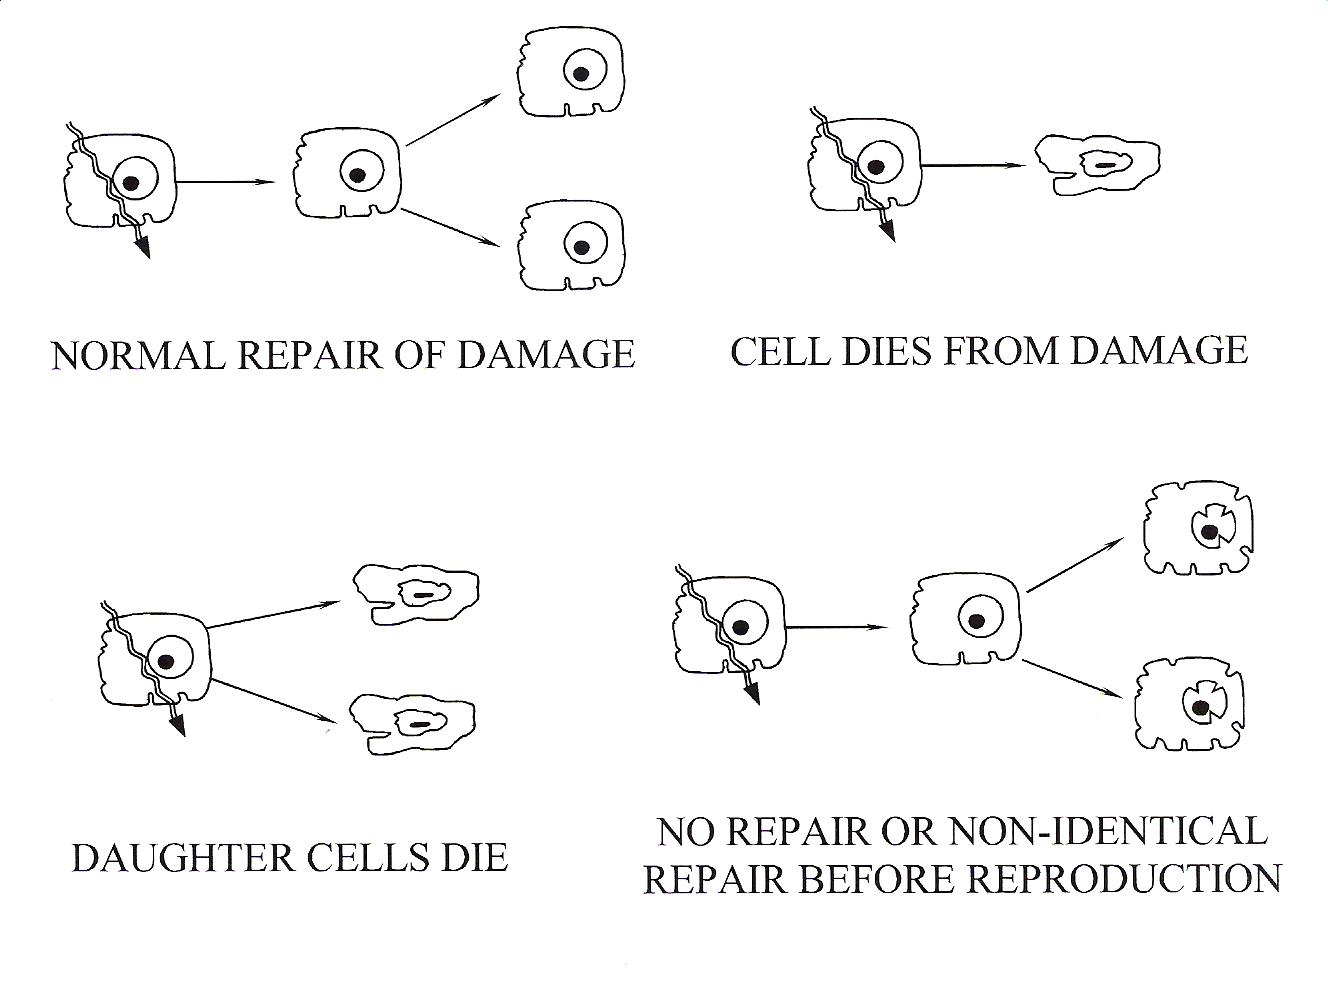 NORMAL REPAIR OF DAMAGE
CELL DIES FROM DAMAGE
DAUGHTER CELLS DIE
NO REPAIR OR NON-IDENTICAL
REPAIR BEFORE REPRODUCTION